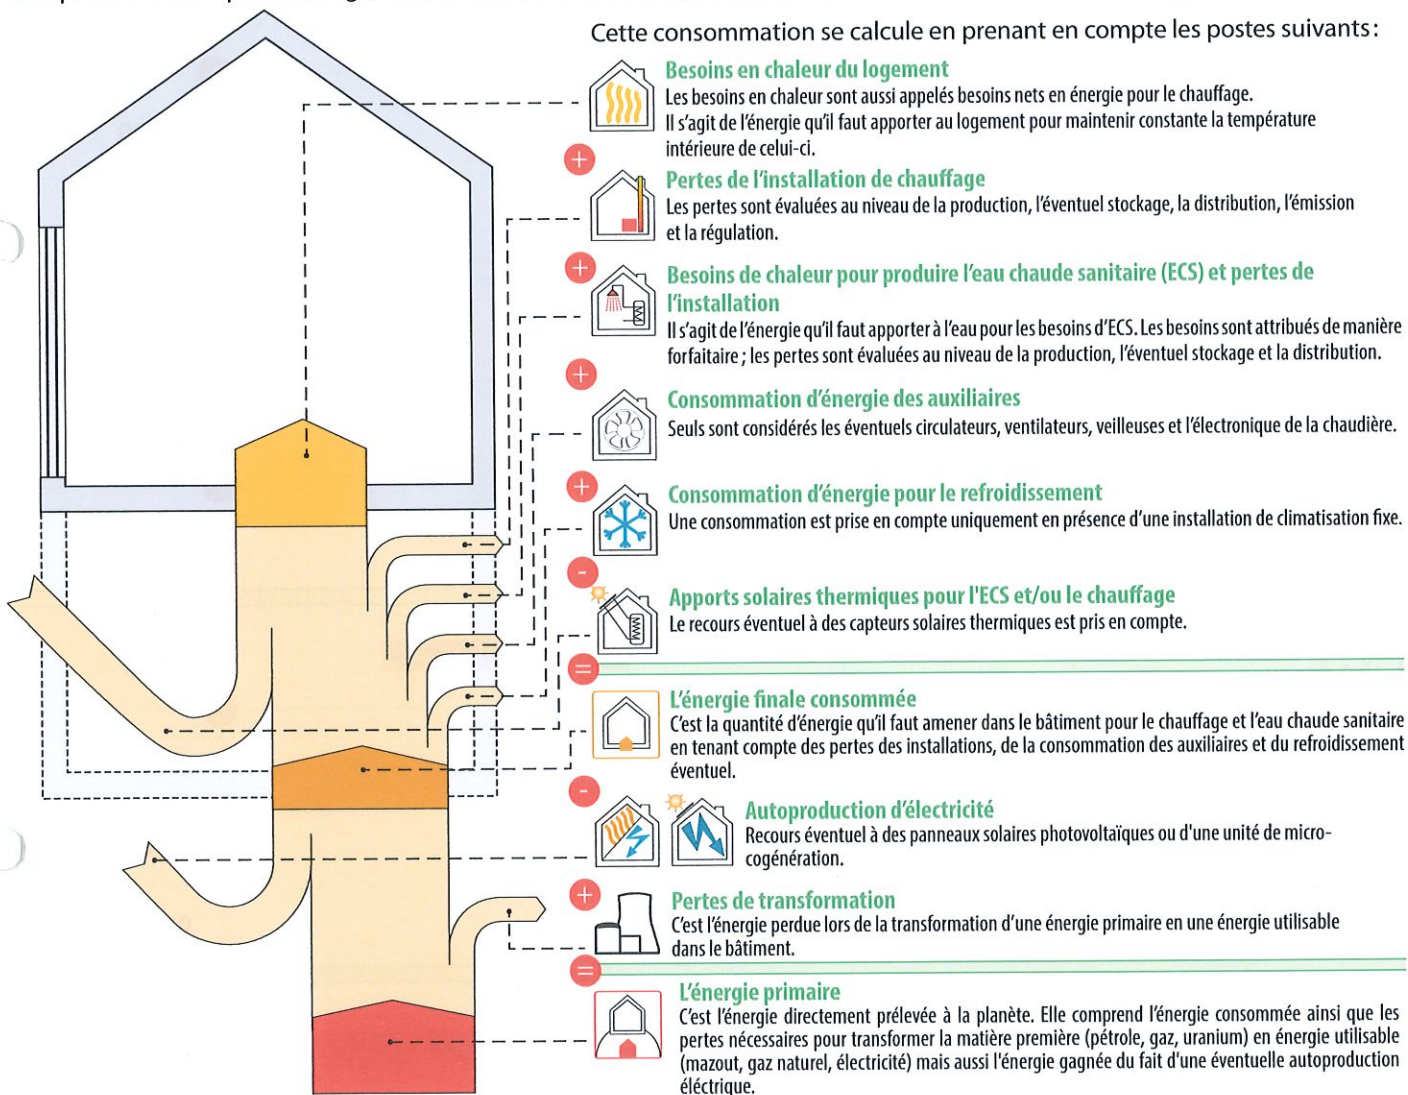 Cette consommation se calcule en prenant en compte les postes suivants :
Besoins en chaleur du logement
Les besoins en chaleur sont aussi appelés besoins nets en énergie pour le chauffage.
Il s'agit de l'énergie qu'il faut apporter au logement pour maintenir constante la température
intérieure de celui-ci.
+
Pertes de l'installation de chauffage
Les pertes sont évaluées au niveau de la production, l'éventuel stockage, la distribution, l'émission
et la régulation.
+
Besoins de chaleur pour produire l'eau chaude sanitaire (ECS) et pertes de
l'installation
Il s'agit de l'énergie qu'il faut apporter à l'eau pour les besoins d'ECS. Les besoins sont attribués de manière
forfaitaire ; les pertes sont évaluées au niveau de la production, l'éventuel stockage et la distribution.
+
Consommation d'énergie des auxiliaires
Seuls sont considérés les éventuels circulateurs, ventilateurs, veilleuses et l'électronique de la chaudière.
+
Consommation d'énergie pour le refroidissement
Une consommation est prise en compte uniquement en présence d'une installation de climatisation fixe.
-
Apports solaires thermiques pour l'ECS et/ou le chauffage
Le recours éventuel à des capteurs solaires thermiques est pris en compte.
=
L'énergie finale consommée
C'est la quantité d'énergie qu'il faut amener dans le bâtiment pour le chauffage et l'eau chaude sanitaire
en tenant compte des pertes des installations, de la consommation des auxiliaires et du refroidissement
éventuel.
-
Autoproduction d'électricité
Recours éventuel à des panneaux solaires photovoltaïques ou d'une unité de micro-
cogénération.
+
Pertes de transformation
C'est l'énergie perdue lors de la transformation d'une énergie primaire en une énergie utilisable
dans le bâtiment.
=
L'énergie primaire
C'est l'énergie directement prélevée à la planète. Elle comprend l'énergie consommée ainsi que les
pertes nécessaires pour transformer la matière première (pétrole, gaz, uranium) en énergie utilisable
(mazout, gaz naturel, électricité) mais aussi l'énergie gagnée du fait d'une éventuelle autoproduction
éléctrique.